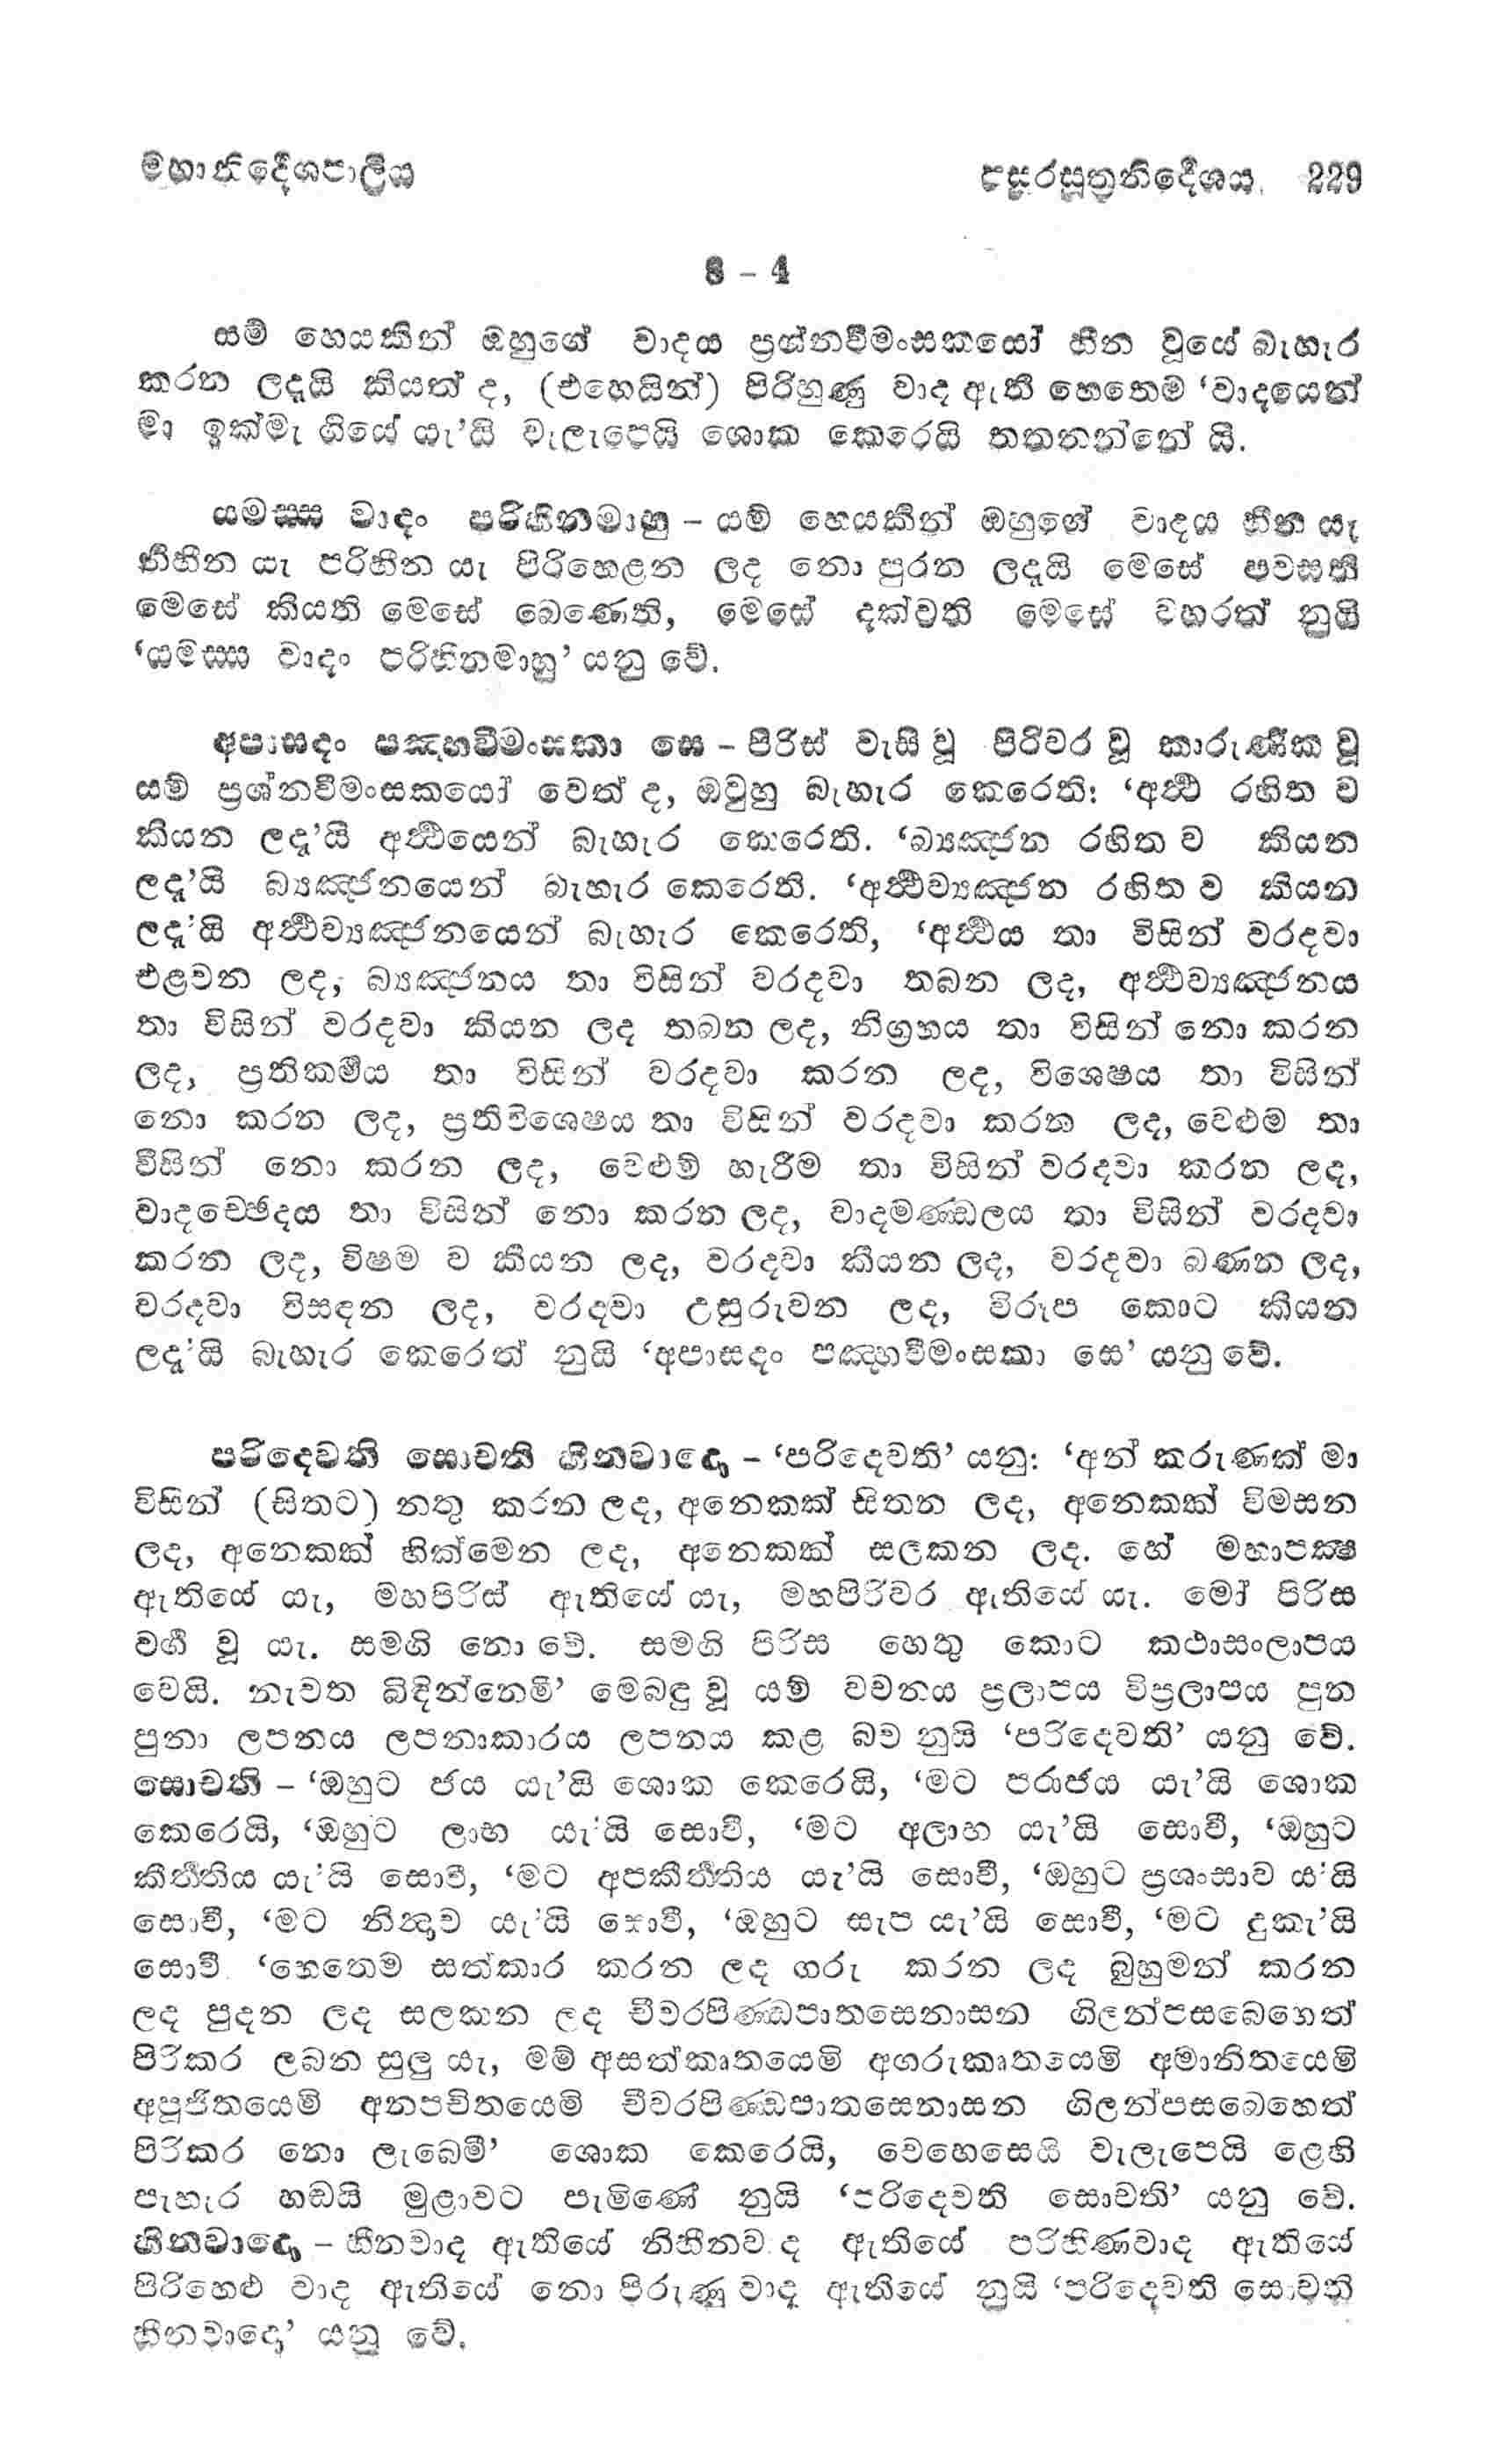 මහානිර්‍දේශපාලිය පසූරසූත්‍රනිර්‍දේශය 229
8 – 4
යම් හෙයකින් ඔහුගේ වාදය ප්‍රශ්නවීමංසකයෝ හීන වූයේ බැහැර
කරන ලදැයි කියත් ද, (එහෙයින්) පිරිහුණු වාද ඇති හෙතෙම ‘වාදයෙන්
මා ඉක්මැ ගියේ යැ’යි වැලැපෙයි ශොක කෙරෙයි තතනන්නේ යි.
යමස්ස වාදං පරිහීනමාහු – යම් හෙයකින් ඔහුගේ වාදය හීන යැ
නිහීන යැ පරිහීන යැ පිරිහෙළන ලද නො පුරන ලදැයි මෙසේ පවසති
මෙසේ කියති මෙසේ බෙණෙති, මෙසේ දක්වති මෙසේ වහරත් නුයි
‘යමස්ස වාදං පරිහීනමාහු’ යනු වේ.
අපාසදං පඤ්හවීමංසකා සෙ – පිරිස් වැසි වූ පිරිවර වූ කාරුණික වූ
යම් ප්‍රශ්නවීමංසකයෝ වෙත් ද, ඔවුහු බැහැර කෙරෙති: ‘අර්‍ථ රහිත ව
කියන ලදැ’යි අර්‍ථයෙන් බැහැර කෙරෙති. ‘බ්‍යඤ්ජන රහිත ව කියන
ලදැ’යි බ්‍යඤ්ජනයෙන් බැහැර කෙරෙති. ‘අර්‍ථව්‍යඤ්ජන රහිත ව කියන
ලදැ’යි අර්‍ථව්‍යඤ්ජනයෙන් බැහැර කෙරෙති, ‘අර්‍ථය තා විසින් වරදවා
එළවන ලද, බ්‍යඤ්ජනය තා විසින් වරදවා තබන ලද, අර්‍ථව්‍යඤ්ජනය
තා විසින් වරදවා කියන ලද තබන ලද, නිග්‍රහය තා විසින් නො කරන
ලද, ප්‍රතිකර්‍මය තා විසින් වරදවා කරන ලද, විශෙෂය තා විසින්
නො කරන ලද, ප්‍රතිවිශෙෂය තා විසින් වරදවා කරන ලද, වෙළුම තා
විසින් නො කරන ලද, වෙළුම් හැරීම තා විසින් වරදවා කරන ලද,
වාදච්ඡෙදය තා විසින් නො කරන ලද, වාදමණ්ඩලය තා විසින් වරදවා
කරන ලද, විෂම ව කියන ලද, වරදවා කියන ලද, වරදවා බණන ලද,
වරදවා විසඳන ලද, වරදවා උසුරුවන ලද, විරූප කොට කියන
ලදැ’යි බැහැර කෙරෙත් නුයි ‘අපාසදං පඤ්හවීමංසකා සෙ’ යනු වේ.
පරිදෙවති සොචති හීනවාදො – ‘පරිදෙවති’ යනු: ‘අන් කරුණක් මා
විසින් (සිතට) නතු කරන ලද, අනෙකක් සිතන ලද, අනෙකක් විමසන
ලද, අනෙකක් හික්මෙන ලද, අනෙකක් සලකන ලද. හේ මහාපක්‍ෂ
ඇතියේ යැ, මහපිරිස් ඇතියේ යැ, මහපිරිවර ඇතියේ යැ. මෝ පිරිස
වර්‍ග වූ යැ. සමගි නො වේ. සමගි පිරිස හෙතු කොට කථාසංලාපය
වෙයි. නැවත බිඳින්නෙමි’ මෙබඳු වූ යම් වචනය ප්‍රලාපය විප්‍රලාපය පුන
පුනා ලපනය ලපනාකාරය ලපනය කළ බව නුයි ‘පරිදෙවති’ යනු වේ.
සොචති – ‘ඔහුට ජය යැ’යි ශොක කෙරෙයි, ‘මට පරාජය යැ’යි ශොක
කෙරෙයි, ‘ඔහුට ලාභ යැ’යි සොවී, ‘මට අලාභ යැ’යි සොවී, ‘ඔහුට
කීර්‍තිය යැ’යි සොවී, ‘මට අපකීර්‍තිය යැ’යි සොවී, ‘ඔහුට ප්‍රශංසාව ය’යි
සොවී, ‘මට නින්‍දාව යැ’යි සොවී, ‘ඔහුට සැප යැ’යි සොවී, ‘මට දුකැ’යි
සොවී. ‘හෙතෙම සත්කාර කරන ලද ගරු කරන ලද බුහුමන් කරන
ලද පුදන ලද සලකන ලද චීවරපිණ්ඩපාතසෙනාසන ගිලන්පසබෙහෙත්
පිරිකර ලබන සුලු යැ, මම් අසත්කෘතයෙමි අගරුකෘතයෙමි අමානිතයෙමි
අපූජිතයෙමි අනපචිතයෙමි චීවරපිණ්ඩපාතසෙනාසන ගිලන්පසබෙහෙත්
පිරිකර නො ලැබෙමී’ ශොක කෙරෙයි, වෙහෙසෙයි වැලැපෙයි ළෙහි
පැහැර හඬයි මුළාවට පැමිණේ නුයි ‘පරිදෙවති සොචති’ යනු වේ.
හීනවාදො – හීනවාද ඇතියේ නිහීනවාද ඇතියේ පරිහීණවාද ඇතියේ
පිරිහෙළු වාද ඇතියේ නො පිරුණු වාද ඇතියේ නුයි ‘පරිදෙවති සොචති
හීනවාදො’ යනු වේ.